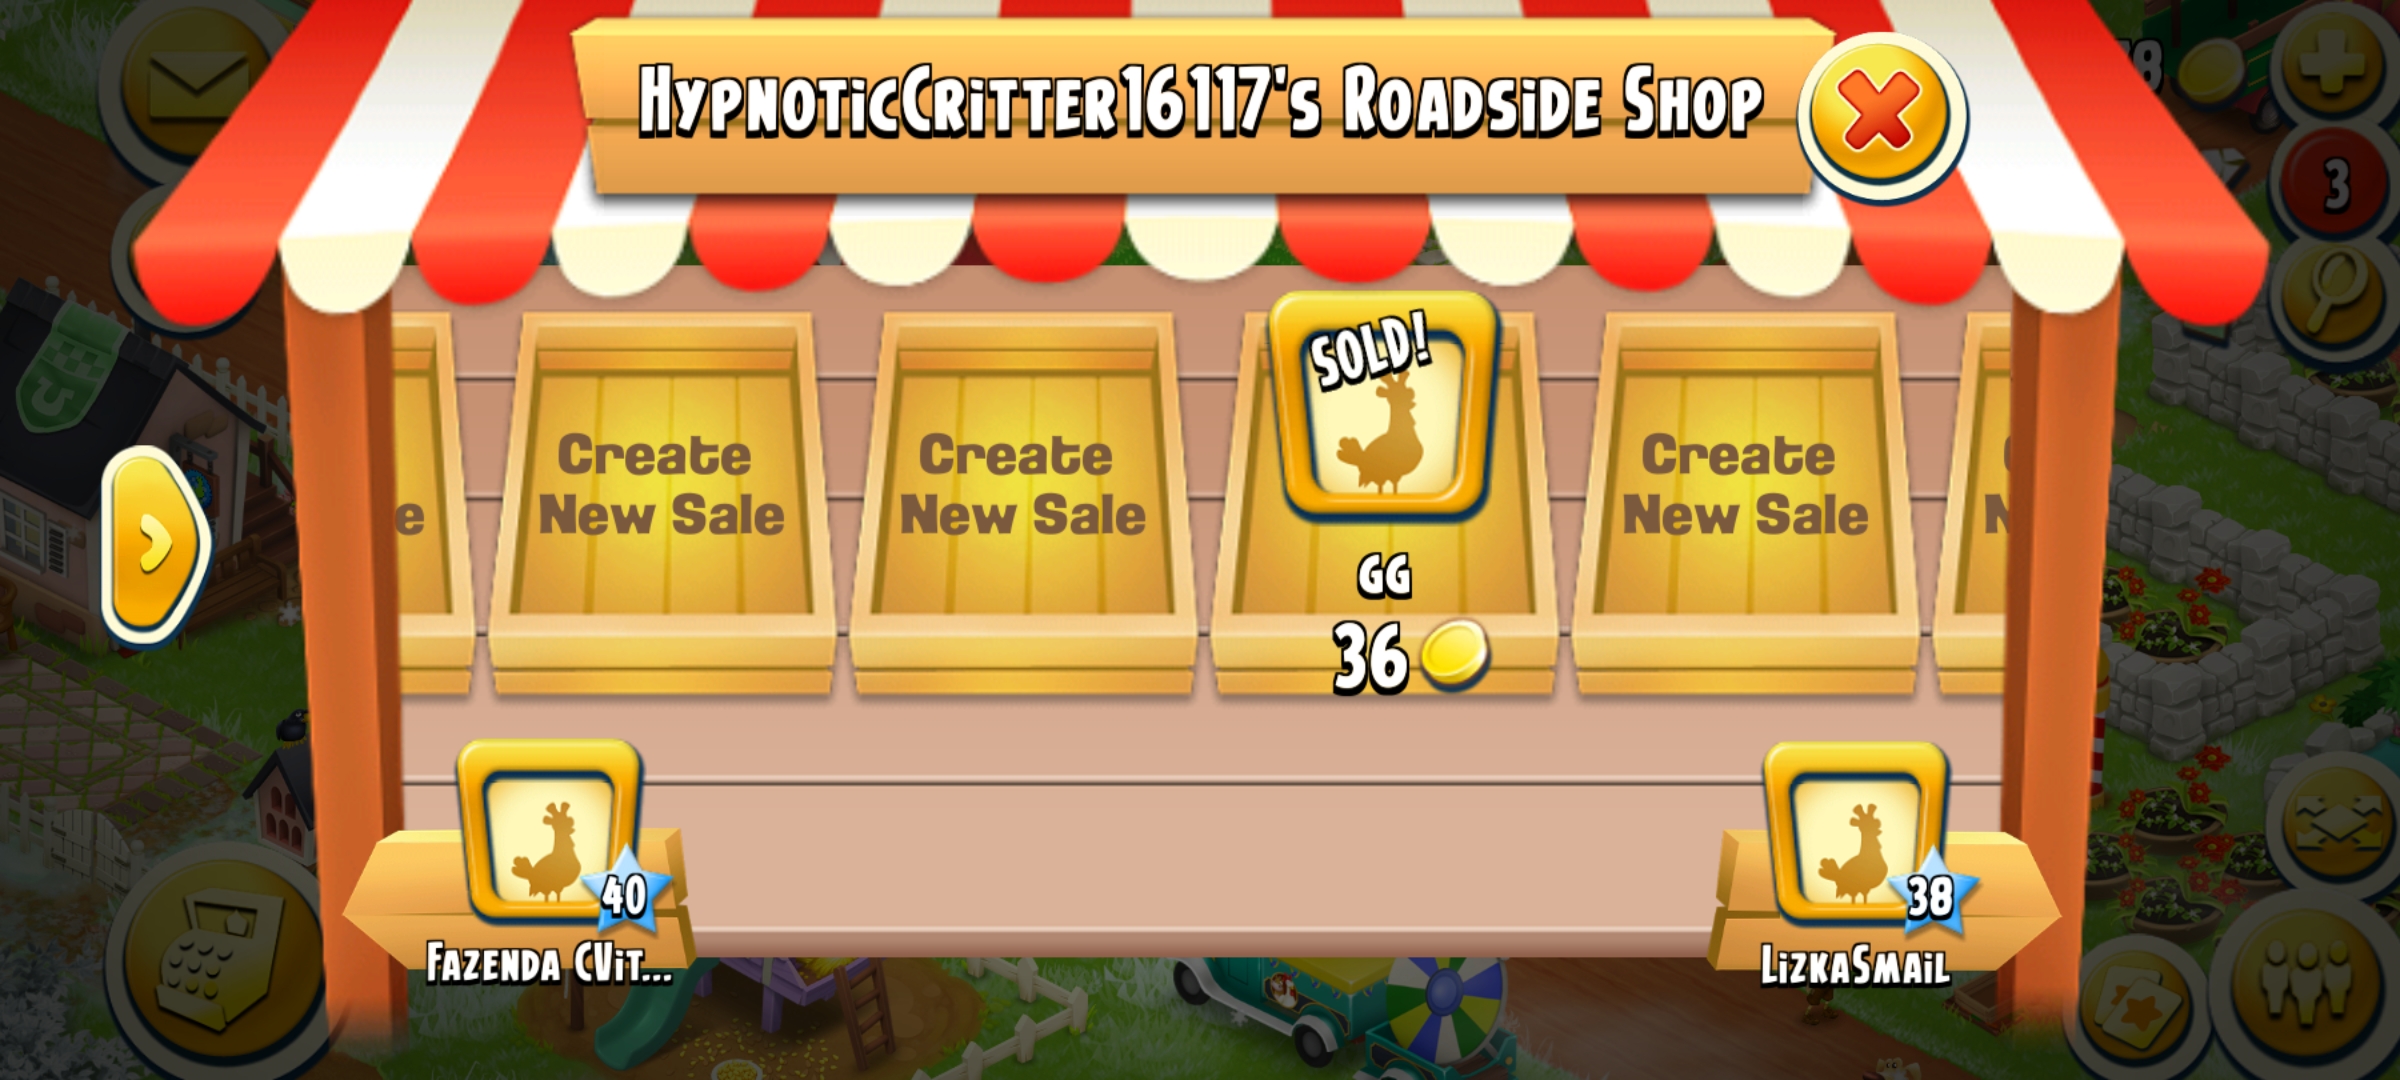 HypnoticCritter16117's Roadside Shop
8
3
SOLD!
e
Create
New Sale
Create
New Sale
GG
36
Create
New Sale
N
40
Fazenda CVit...
38
LizkaSmail